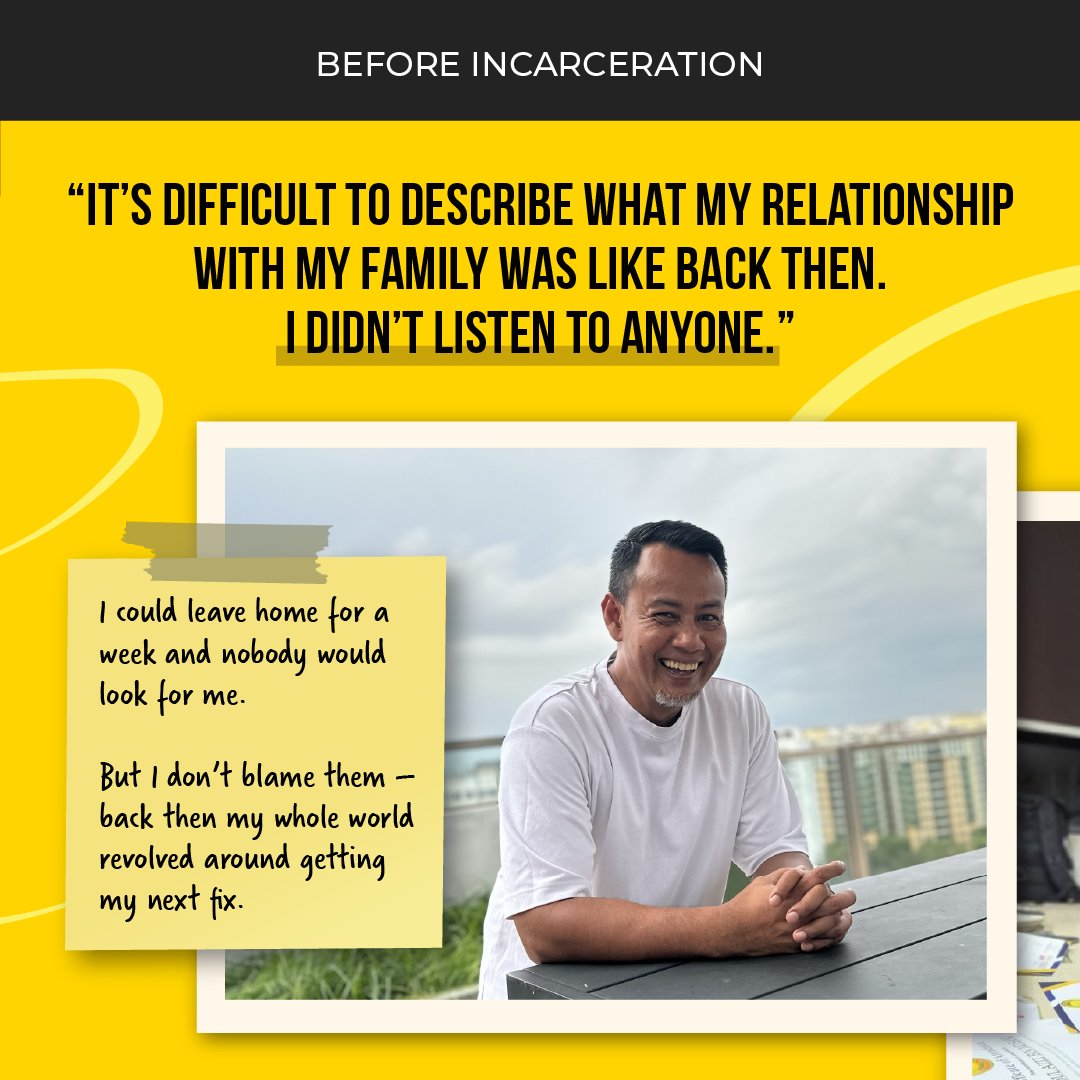 BEFORE INCARCERATION
“IT’S DIFFICULT TO DESCRIBE WHAT MY RELATIONSHIP
WITH MY FAMILY WAS LIKE BACK THEN.
I DIDN’T LISTEN TO ANYONE.”
I could leave home for a
week and nobody would
look for me.
But I don’t blame them –
back then my whole world
revolved around getting
my next fix.